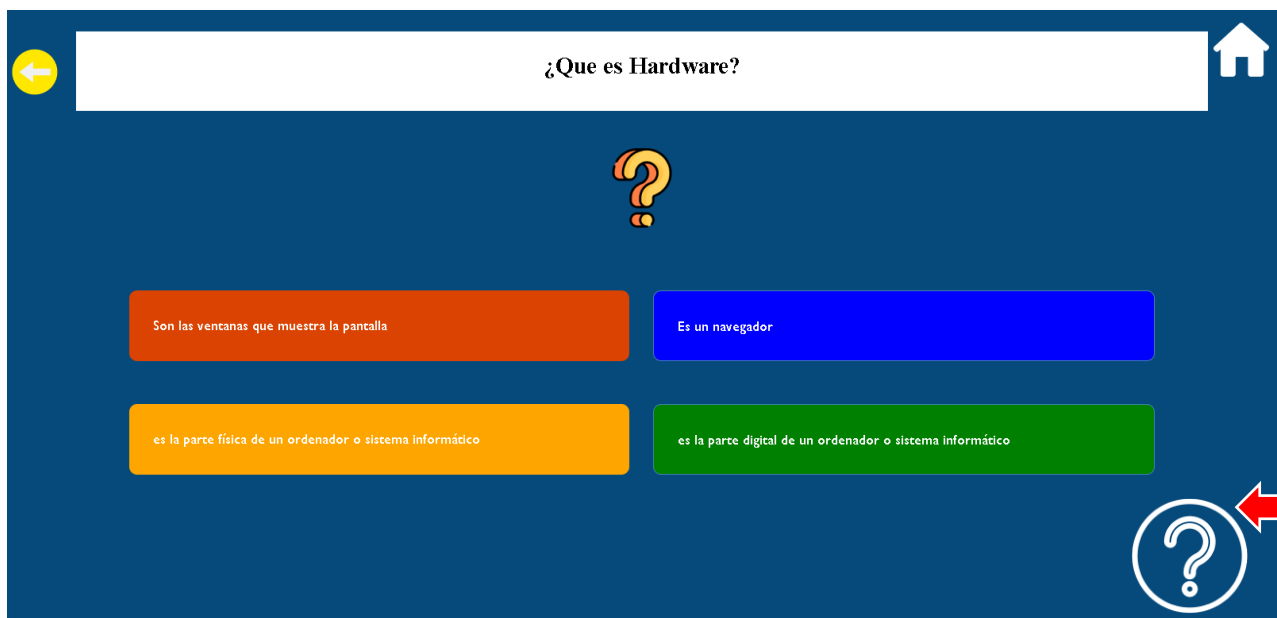 ¿Que es Hardware?
Son las ventanas que muestra la pantalla
Es un navegador
es la parte física de un ordenador o sistema informático
es la parte digital de un ordenador o sistema informático